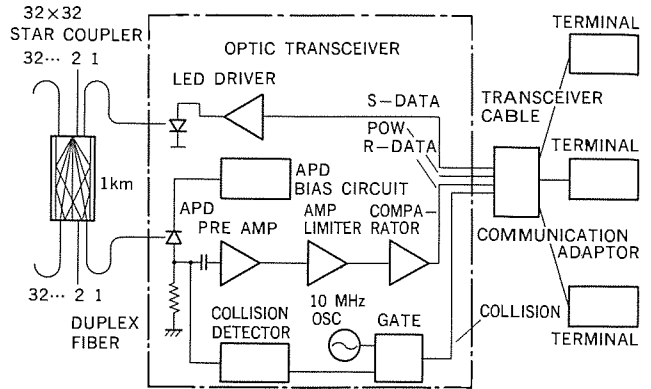 32×32
STAR COUPLER
32… 2 1
OPTIC TRANSCEIVER
LED DRIVER
TERMINAL
S-DATA
TRANSCEIVER
CABLE
POW
R-DATA
1km
APD
BIAS CIRCUIT
TERMINAL
APD
PRE AMP
AMP
LIMITER
COMPA-
RATOR
COMMUNICATION
ADAPTOR
32… 2 1
DUPLEX
FIBER
COLLISION
DETECTOR
10 MHz
OSC
GATE
COLLISION
TERMINAL